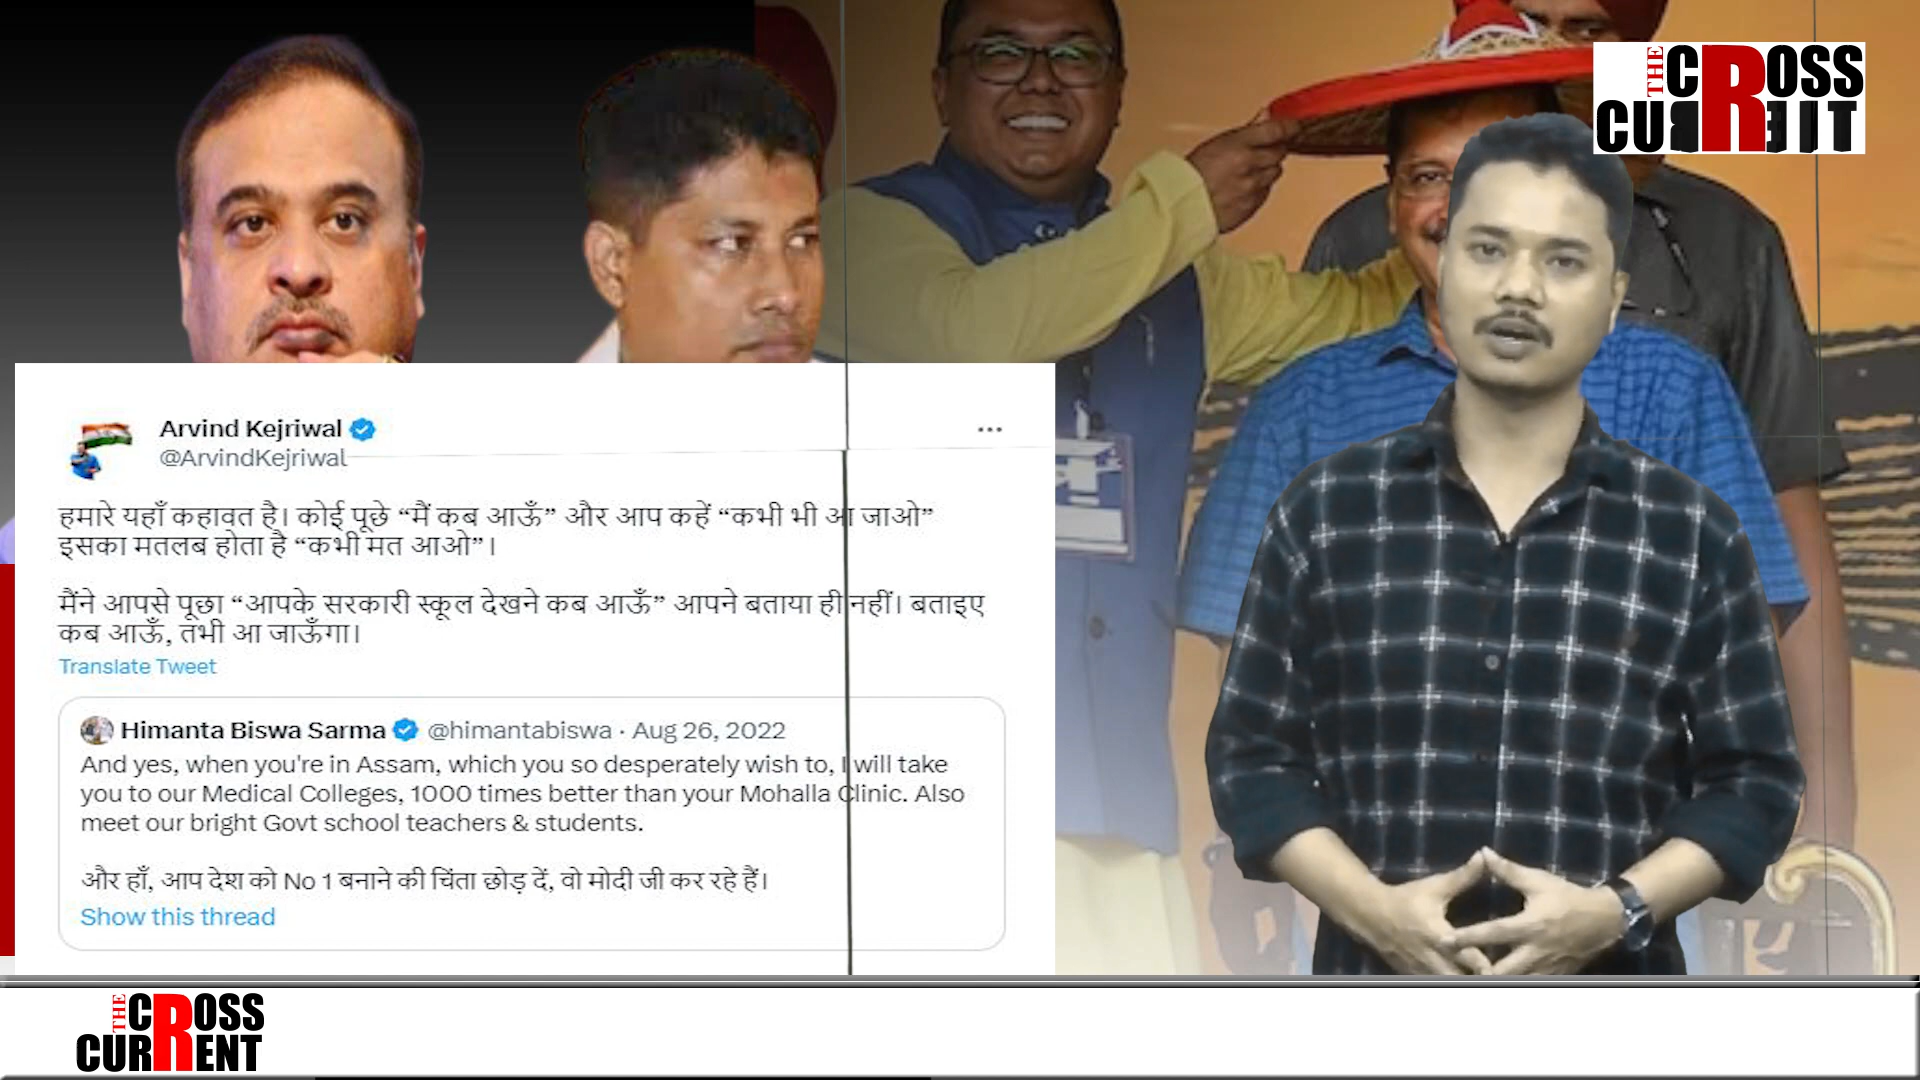 THE CROSS
CURRENT
Arvind Kejriwal
@ArvindKejriwal
हमारे यहाँ कहावत है। कोई पूछे “मैं कब आऊँ” और आप कहें “कभी भी आ जाओ”
इसका मतलब होता है “कभी मत आओ”।
मैंने आपसे पूछा “आपके सरकारी स्कूल देखने कब आऊँ” आपने बताया ही नहीं। बताइए
कब आऊँ, तभी आ जाऊँगा।
Translate Tweet
Himanta Biswa Sarma @himantabiswa · Aug 26, 2022
And yes, when you're in Assam, which you so desperately wish to, I will take
you to our Medical Colleges, 1000 times better than your Mohalla Clinic. Also
meet our bright Govt school teachers & students.
और हाँ, आप देश को No 1 बनाने की चिंता छोड़ दें, वो मोदी जी कर रहे हैं।
Show this thread
THE CROSS
CURRENT